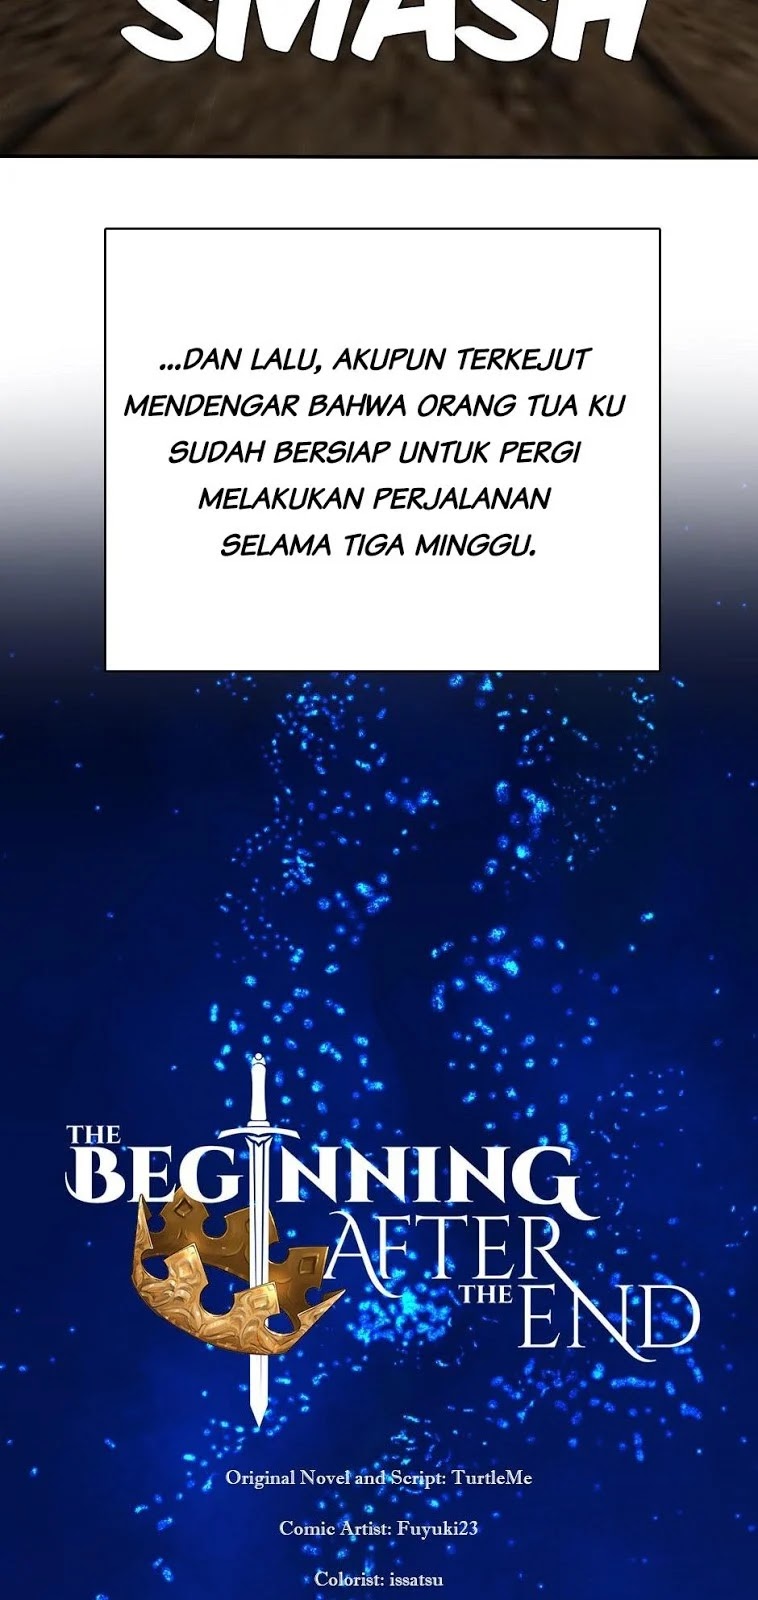 SMASH
...DAN LALU, AKUPUN TERKEJUT
MENDENGAR BAHWA ORANG TUA KU
SUDAH BERSIAP UNTUK PERGI
MELAKUKAN PERJALANAN
SELAMA TIGA MINGGU.
THE
BEGINNING
AFTER
THE END
Original Novel and Script: TurtleMe
Comic Artist: Fuyuki23
Colorist: issatsu